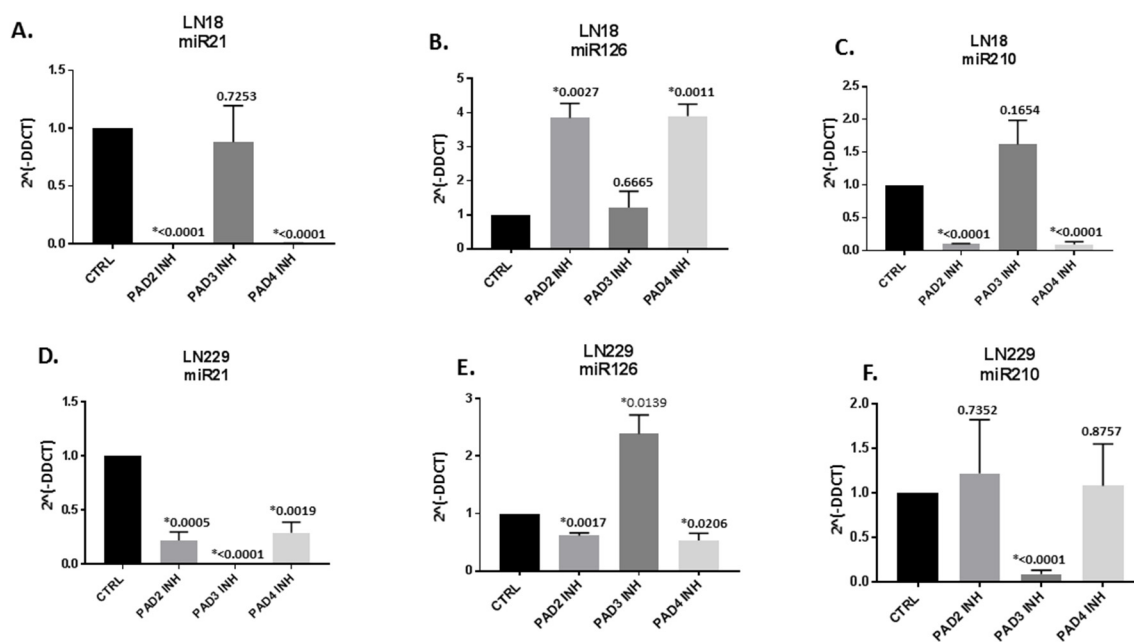 A.
LN18
miR21
2^(-DDCT)
1.5
1.0
0.5
0.0
*<0.0001
0.7253
*<0.0001
CTRL
PAD2 INH
PAD3 INH
PAD4 INH
B.
LN18
miR126
2^(-DDCT)
5
4
3
2
1
0
*0.0027
0.6665
*0.0011
CTRL
PAD2 INH
PAD3 INH
PAD4 INH
C.
LN18
miR210
2^(-DDCT)
2.5
2.0
1.5
1.0
0.5
0.0
*<0.0001
0.1654
*<0.0001
CTRL
PAD2 INH
PAD3 INH
PAD4 INH
D.
LN229
miR21
2^(-DDCT)
1.5
1.0
0.5
0.0
*0.0005
*<0.0001
*0.0019
CTRL
PAD2 INH
PAD3 INH
PAD4 INH
E.
LN229
miR126
2^(-DDCT)
3
2
1
0
*0.0017
*0.0139
*0.0206
CTRL
PAD2 INH
PAD3 INH
PAD4 INH
F.
LN229
miR210
2^(-DDCT)
2.0
1.5
1.0
0.5
0.0
0.7352
*<0.0001
0.8757
CTRL
PAD2 INH
PAD3 INH
PAD4 INH